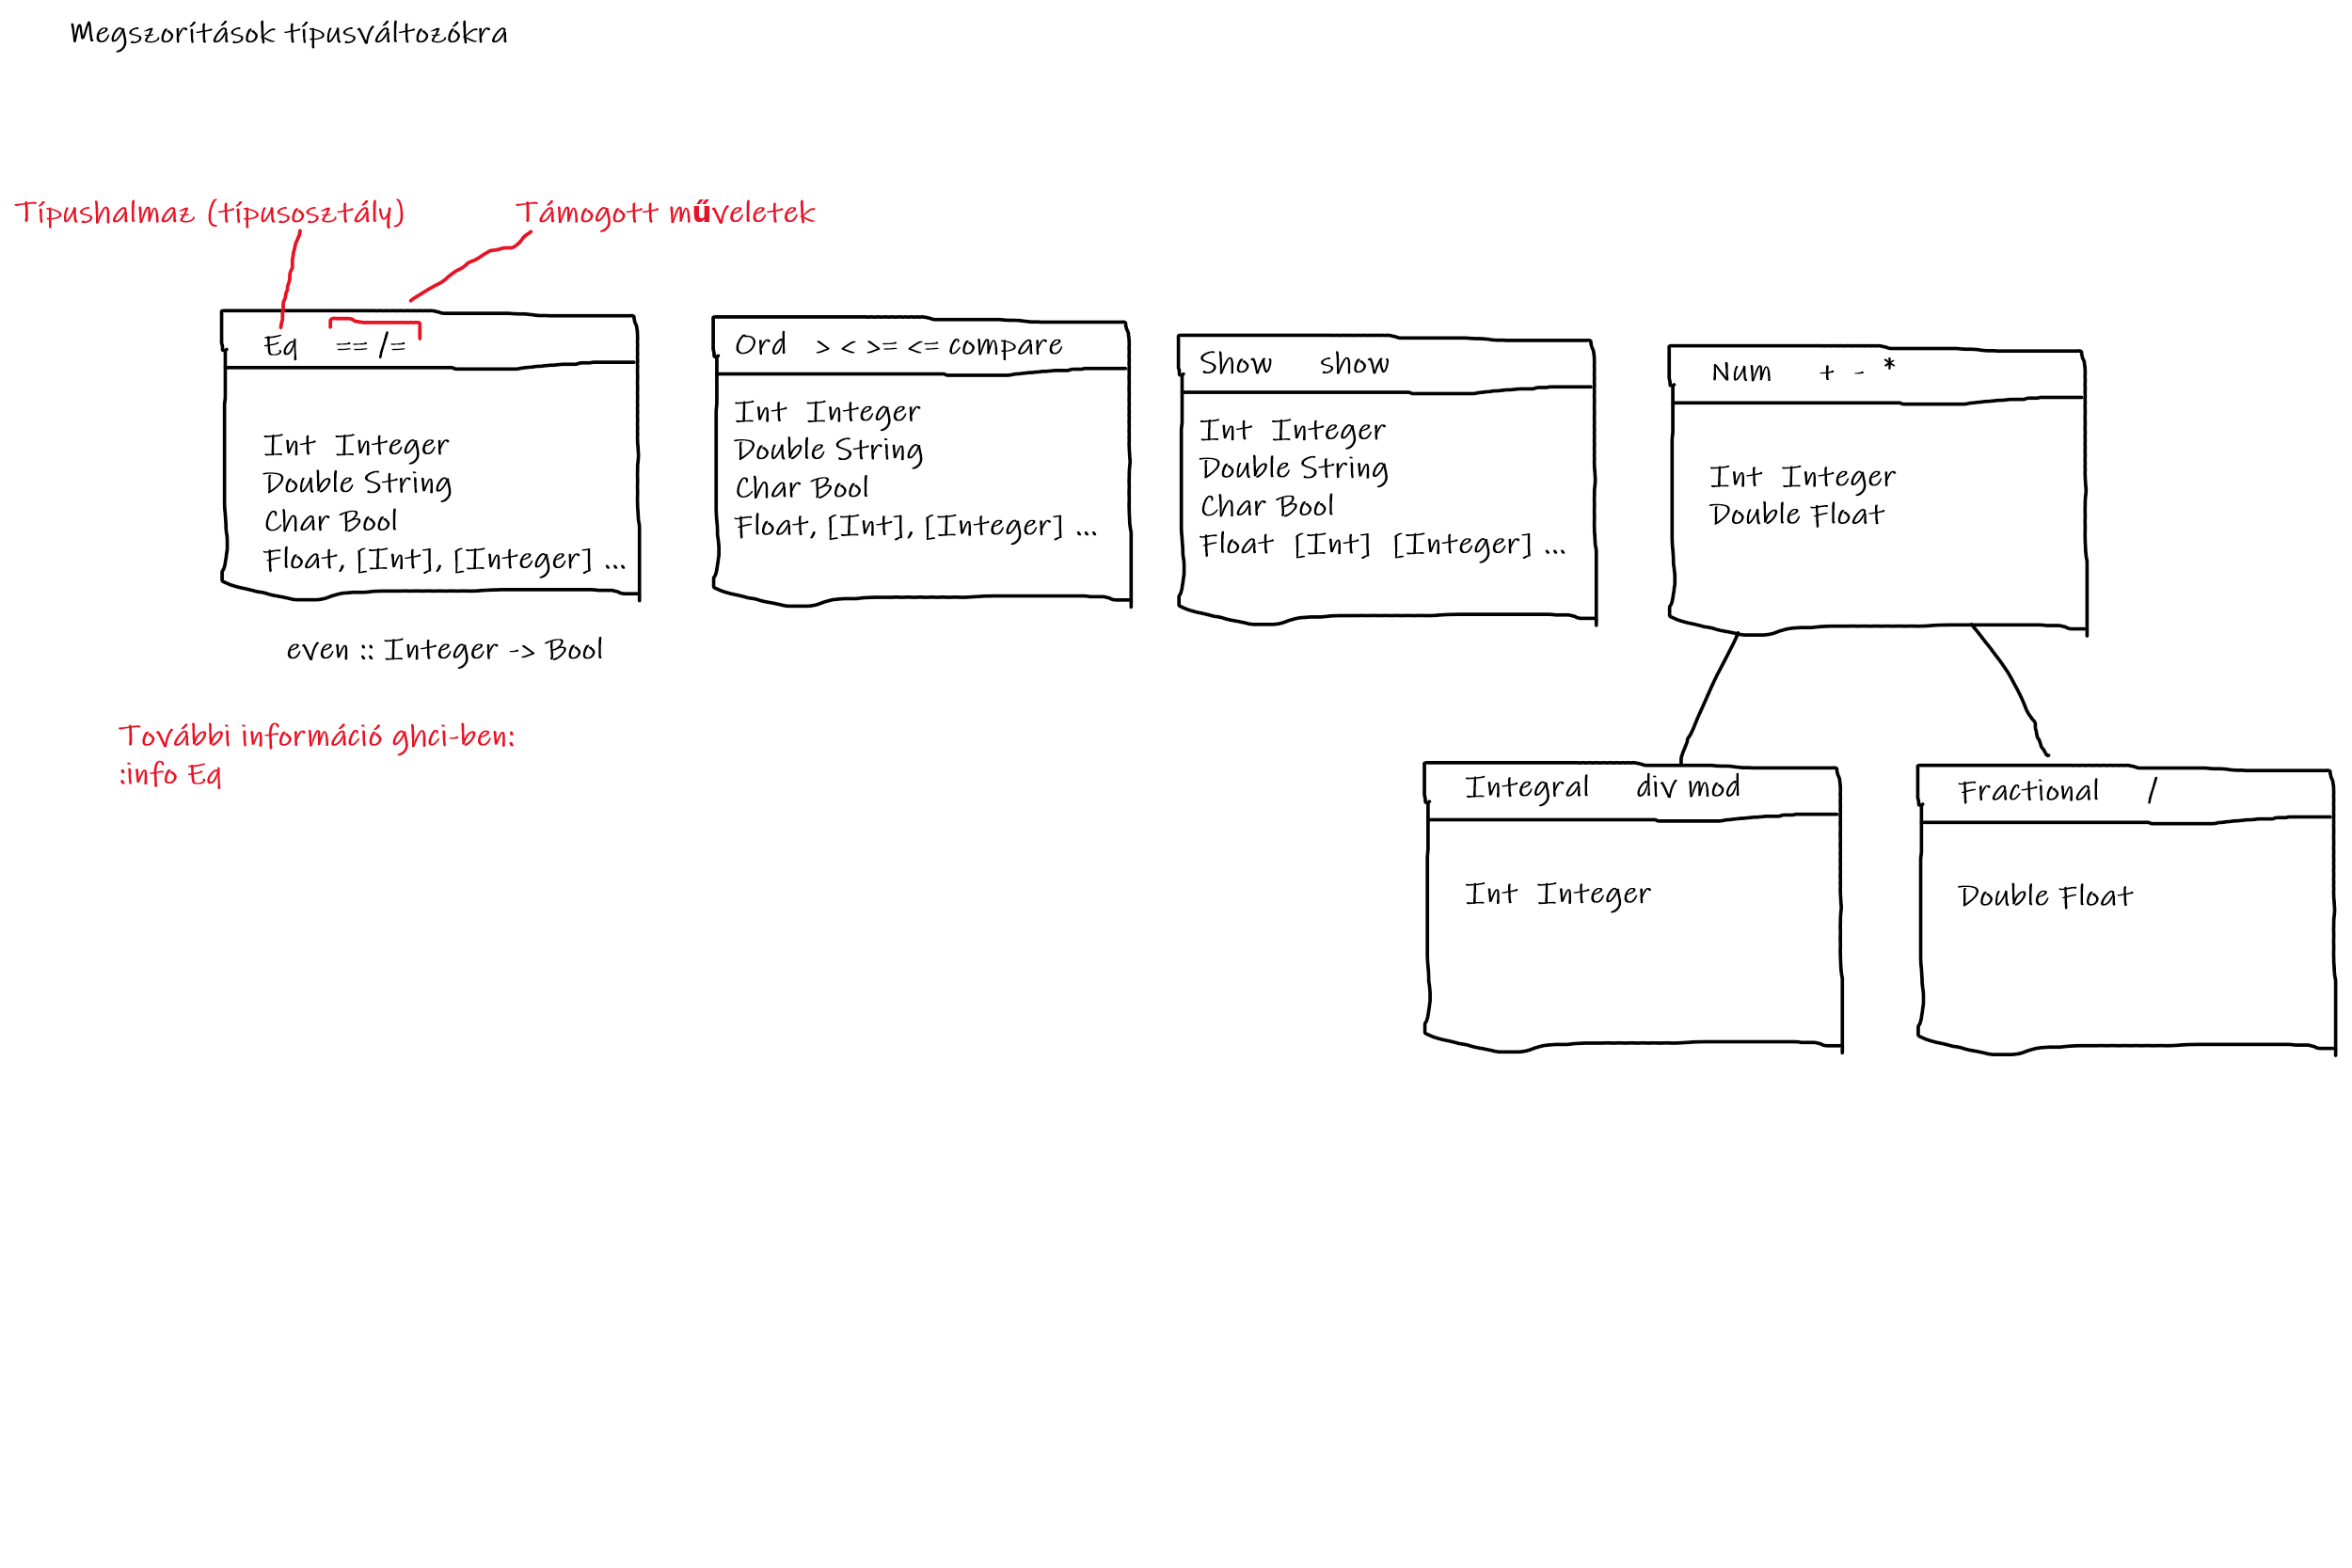 Megszorítások típusváltozókra
Típushalmaz (típusosztály)
Támogott műveletek
Eq == /=
Int Integer
Double String
Char Bool
Float, [Int], [Integer] ...
even :: Integer -> Bool
További információ ghci-ben:
:info Eq
Ord > < >= <= compare
Int Integer
Double String
Char Bool
Float, [Int], [Integer] ...
Show show
Int Integer
Double String
Char Bool
Float [Int] [Integer] ...
Num + - *
Int Integer
Double Float
Integral div mod
Int Integer
Fractional /
Double Float